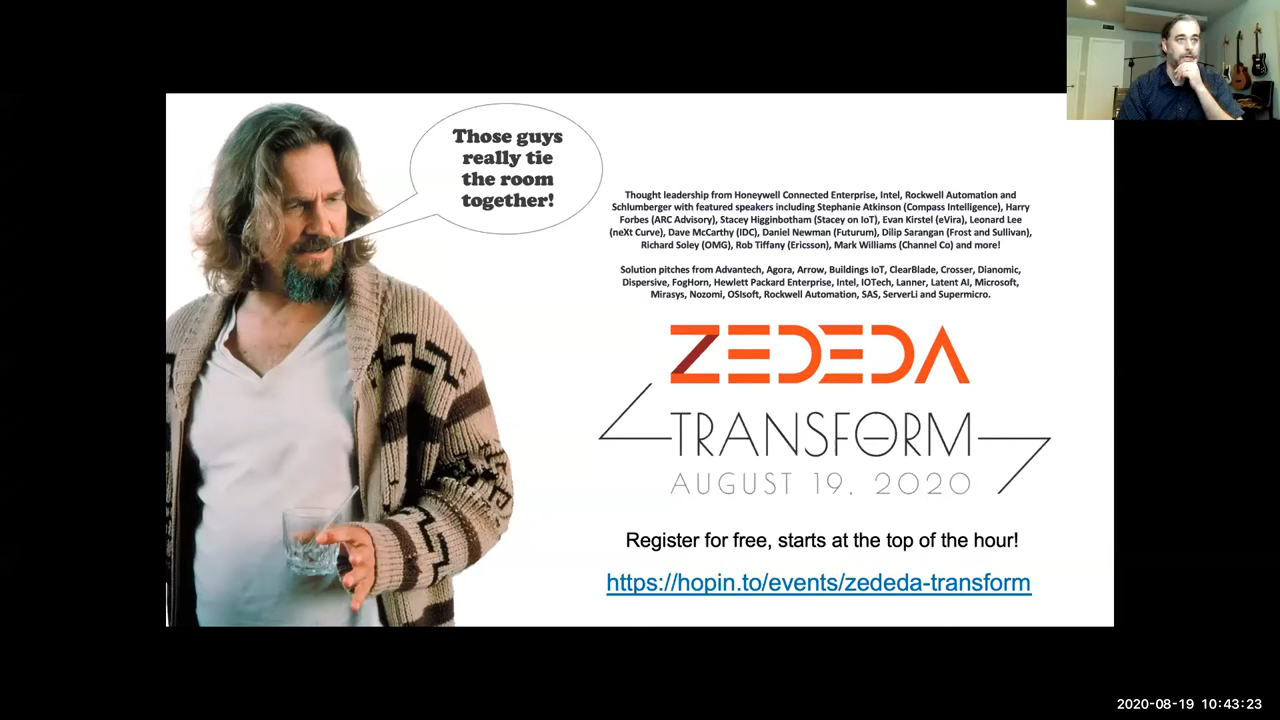 Those guys
really tie
the room
together!
Thought leadership from Honeywell Connected Enterprise, Intel, Rockwell Automation and
Schlumberger with featured speakers including Stephanie Atkinson (Compass Intelligence), Harry
Forbes (ARC Advisory), Stacey Higginbotham (Stacey on IoT), Evan Kirstel (eVira), Leonard Lee
(neXt Curve), Dave McCarthy (IDC), Daniel Newman (Futurum), Dilip Sarangan (Frost and Sullivan),
Richard Soley (OMG), Rob Tiffany (Ericsson), Mark Williams (Channel Co) and more!
Solution pitches from Advantech, Agora, Arrow, Buildings IoT, ClearBlade, Crosser, Dianomic,
Dispersive, FogHorn, Hewlett Packard Enterprise, Intel, IOTech, Lanner, Latent AI, Microsoft,
Mirasys, Nozomi, OSIsoft, Rockwell Automation, SAS, ServerLi and Supermicro.
ZEDEDA
TRANSFORM
AUGUST 19, 2020
Register for free, starts at the top of the hour!
https://hopin.to/events/zededa-transform
2020-08-19 10:43:23